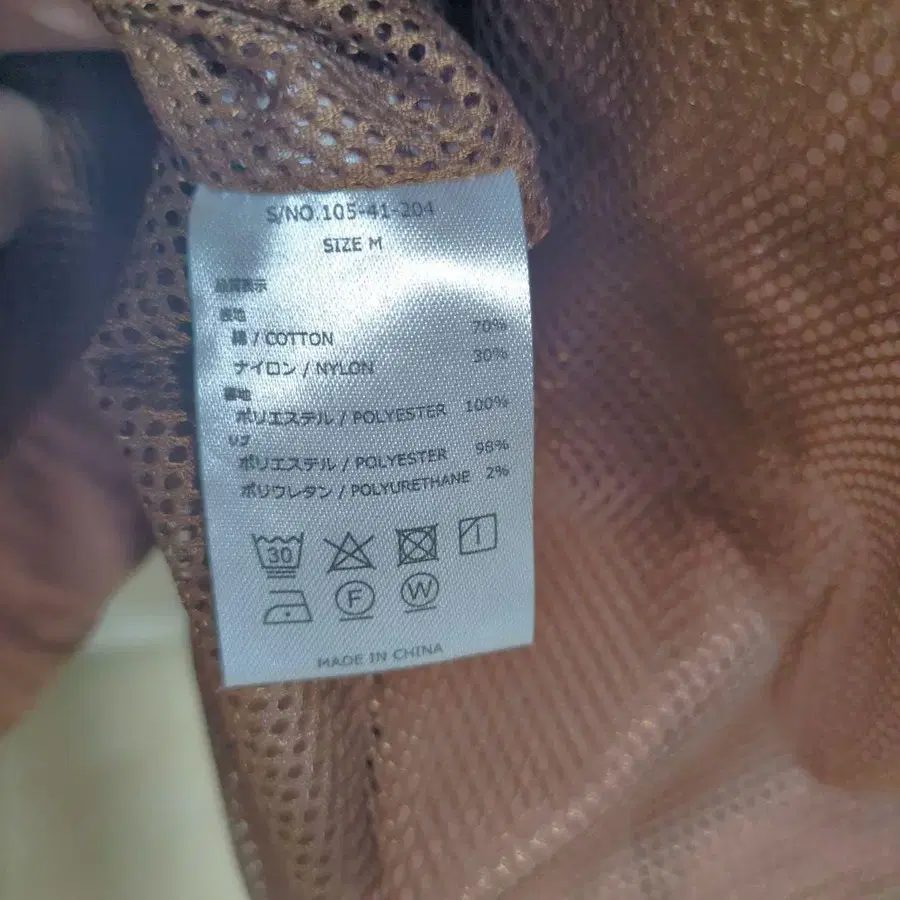 S/NO.105-41-204
SIZE M
品質表示
表地
綿 / COTTON 70%
ナイロン / NYLON 30%
裏地
ポリエステル / POLYESTER 100%
リブ
ポリエステル / POLYESTER 98%
ポリウレタン / POLYURETHANE 2%
30
F W
MADE IN CHINA